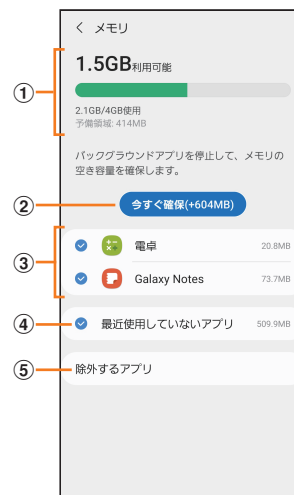 く メモリ
1.5GB利用可能
2.1GB/4GB使用
予備領域: 414MB
バックグラウンドアプリを停止して、メモリの
空き容量を確保します。
今すぐ確保(+604MB)
電卓 20.8MB
Galaxy Notes 73.7MB
最近使用していないアプリ 509.9MB
除外するアプリ
①
②
③
④
⑤